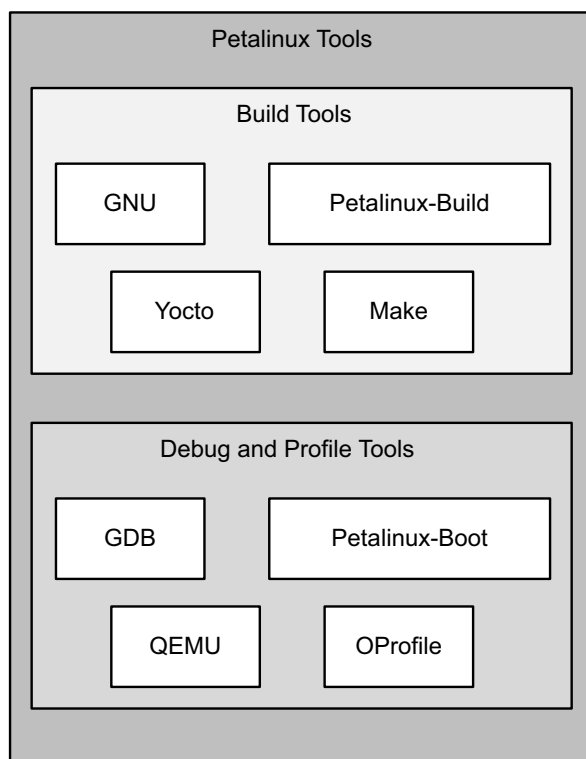 Petalinux Tools
Build Tools
GNU
Petalinux-Build
Yocto
Make
Debug and Profile Tools
GDB
Petalinux-Boot
QEMU
OProfile